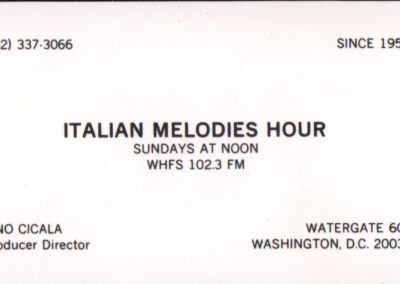 2) 337-3066
SINCE 195
ITALIAN MELODIES HOUR
SUNDAYS AT NOON
WHFS 102.3 FM
NO CICALA
oducer Director
WATERGATE 60
WASHINGTON, D.C. 2003